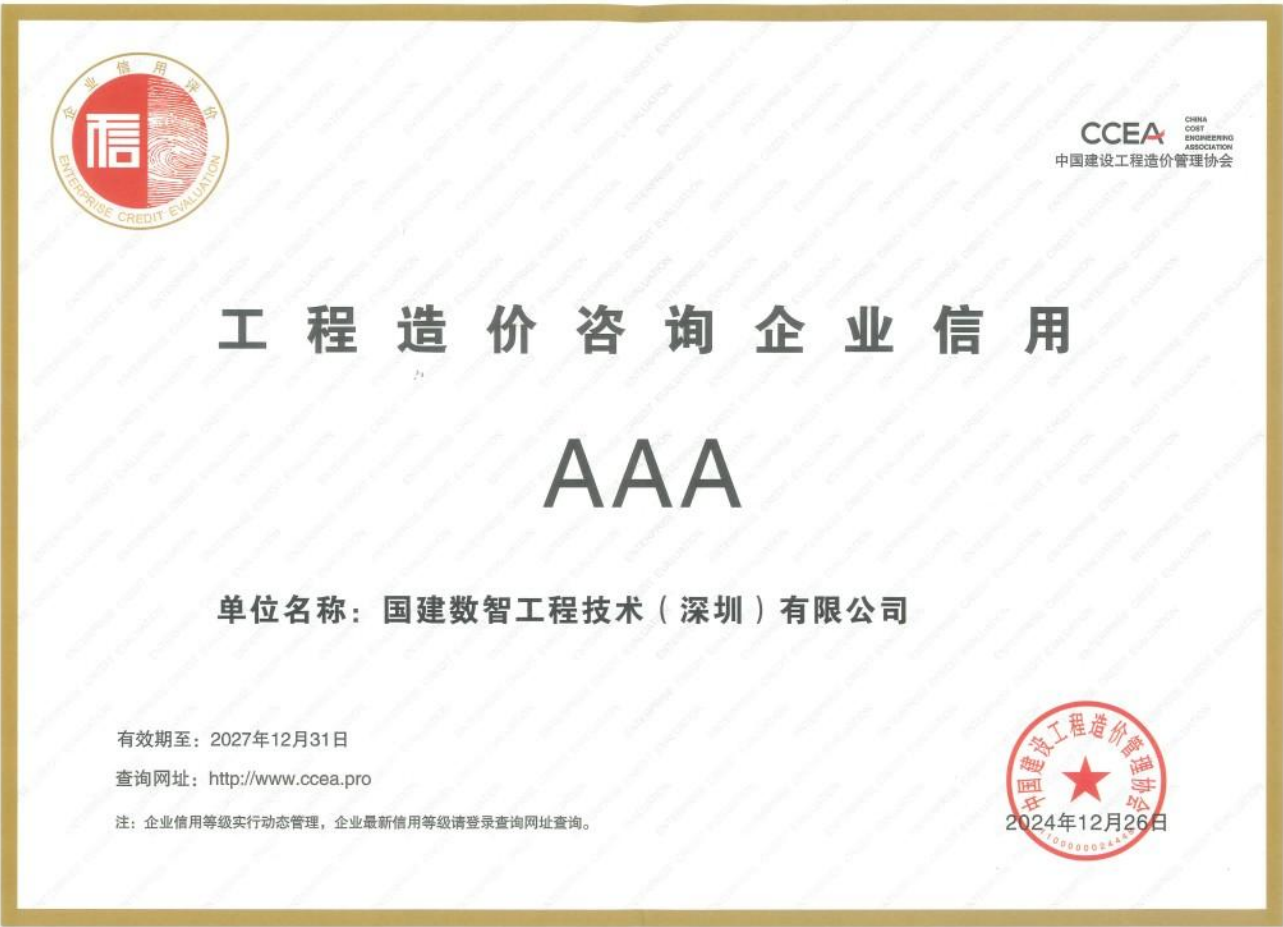 企业信用评价
信
ENTERPRISE CREDIT EVALUATION
CCEA
CHINA
COST
ENGINEERING
ASSOCIATION
中国建设工程造价管理协会
工程造价咨询企业信用
AAA
单位名称：国建数智工程技术（深圳）有限公司
有效期至：2027年12月31日
查询网址：http://www.ccea.pro
注：企业信用等级实行动态管理，企业最新信用等级请登录查询网址查询。
中国建设工程造价管理协会
2024年12月26日